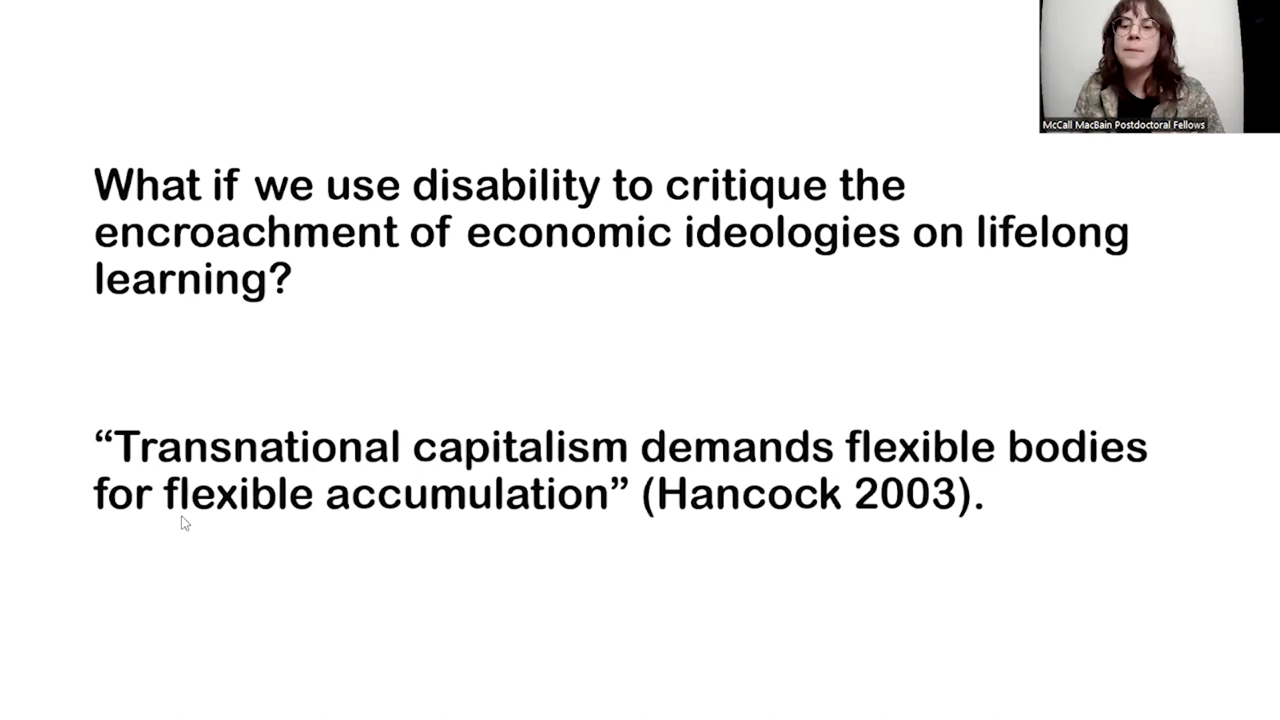 McCall MacBain Postdoctoral Fellows
What if we use disability to critique the
encroachment of economic ideologies on lifelong
learning?
“Transnational capitalism demands flexible bodies
for flexible accumulation” (Hancock 2003).